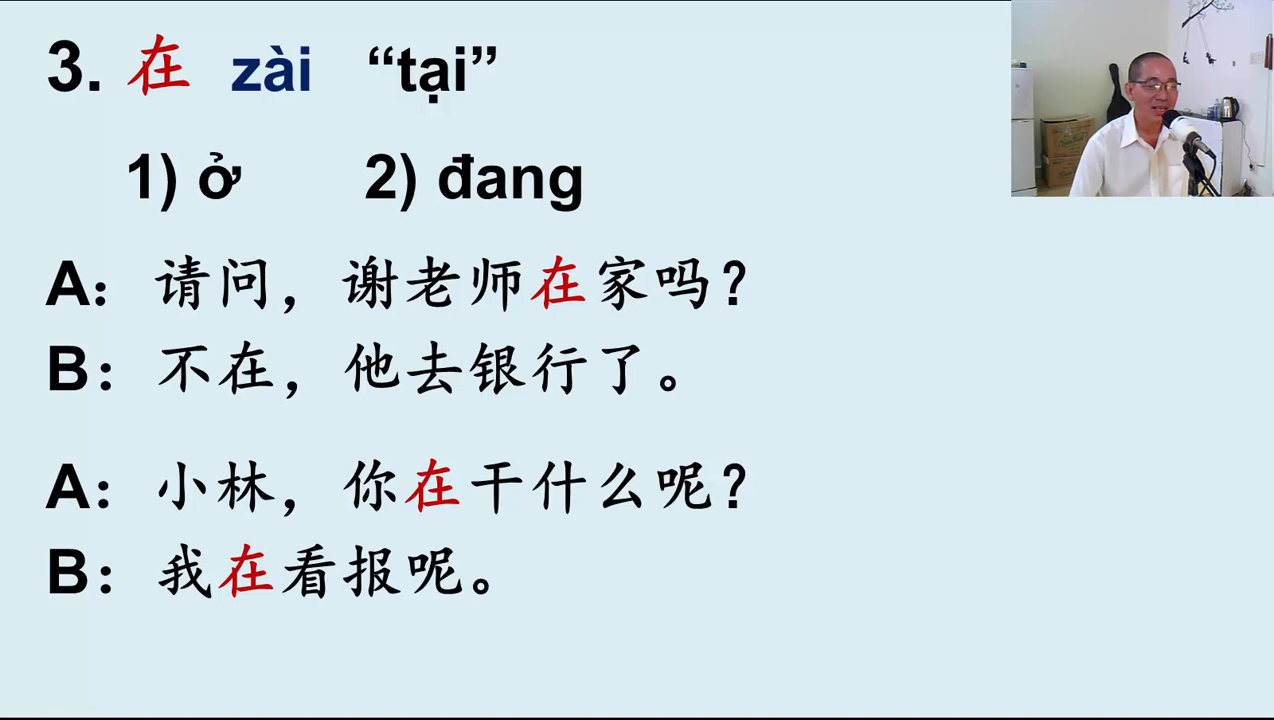 3. 在 zài “tại”
1) ở 2) đang
A：请问，谢老师在家吗？
B：不在，他去银行了。
A：小林，你在干什么呢？
B：我在看报呢。